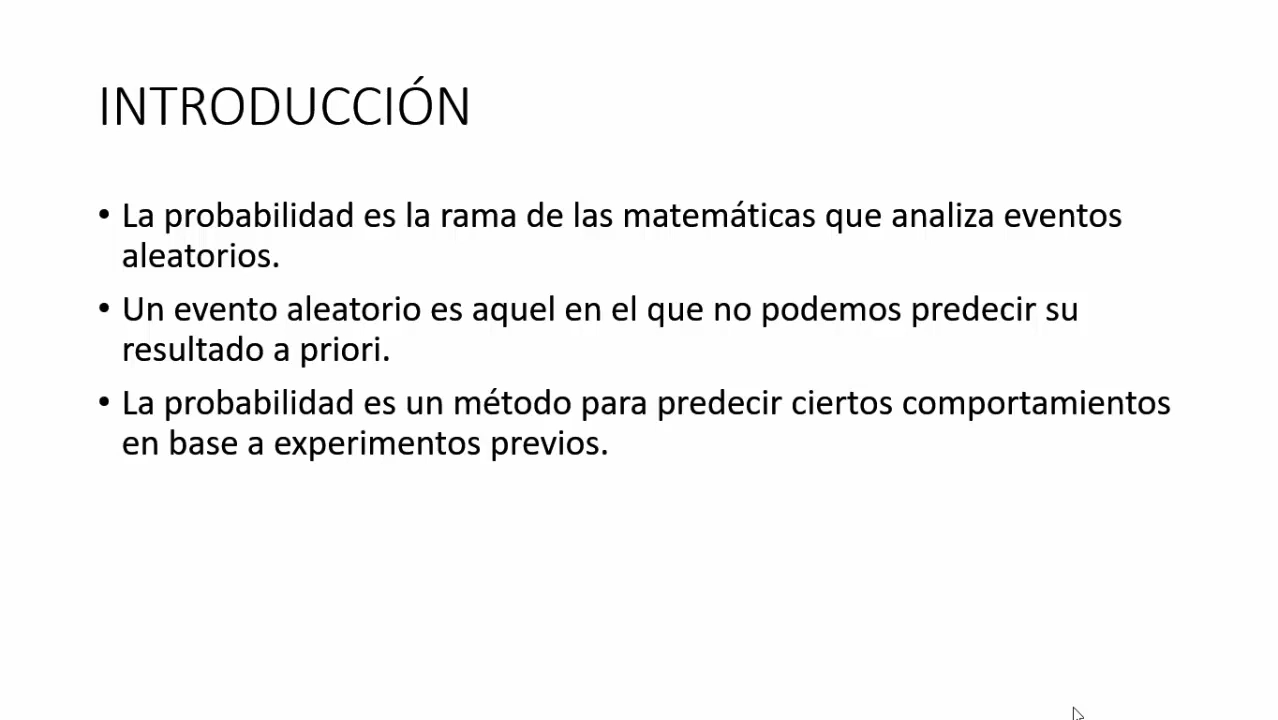 INTRODUCCIÓN
• La probabilidad es la rama de las matemáticas que analiza eventos
aleatorios.
• Un evento aleatorio es aquel en el que no podemos predecir su
resultado a priori.
• La probabilidad es un método para predecir ciertos comportamientos
en base a experimentos previos.